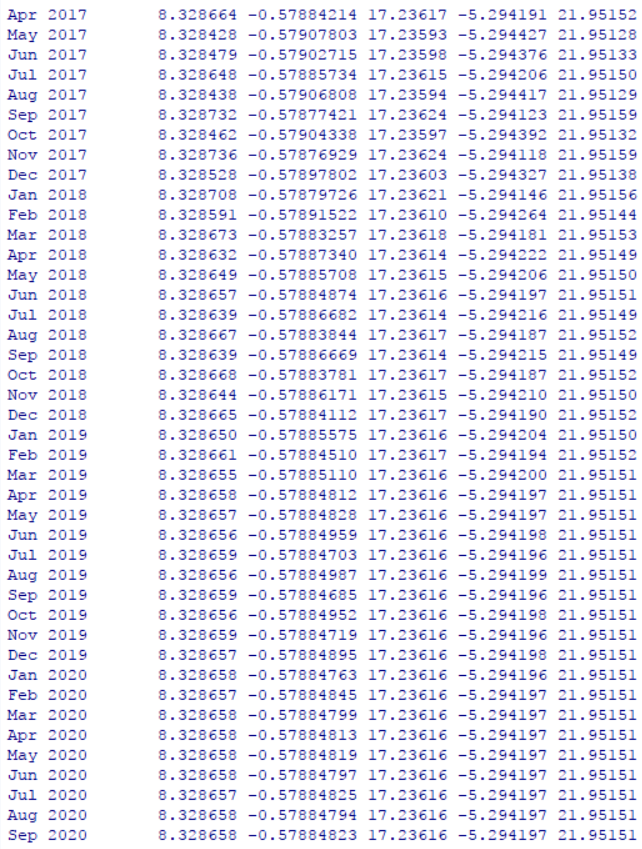 Apr 2017 8.328664 -0.57884214 17.23617 -5.294191 21.95152
May 2017 8.328428 -0.57907803 17.23593 -5.294427 21.95128
Jun 2017 8.328479 -0.57902715 17.23598 -5.294376 21.95133
Jul 2017 8.328648 -0.57885734 17.23615 -5.294206 21.95150
Aug 2017 8.328438 -0.57906808 17.23594 -5.294417 21.95129
Sep 2017 8.328732 -0.57877421 17.23624 -5.294123 21.95159
Oct 2017 8.328462 -0.57904338 17.23597 -5.294392 21.95132
Nov 2017 8.328736 -0.57876929 17.23624 -5.294118 21.95159
Dec 2017 8.328528 -0.57897802 17.23603 -5.294327 21.95138
Jan 2018 8.328708 -0.57879726 17.23621 -5.294146 21.95156
Feb 2018 8.328591 -0.57891522 17.23610 -5.294264 21.95144
Mar 2018 8.328673 -0.57883257 17.23618 -5.294181 21.95153
Apr 2018 8.328632 -0.57887340 17.23614 -5.294222 21.95149
May 2018 8.328649 -0.57885708 17.23615 -5.294206 21.95150
Jun 2018 8.328657 -0.57884874 17.23616 -5.294197 21.95151
Jul 2018 8.328639 -0.57886682 17.23614 -5.294216 21.95149
Aug 2018 8.328667 -0.57883844 17.23617 -5.294187 21.95152
Sep 2018 8.328639 -0.57886669 17.23614 -5.294215 21.95149
Oct 2018 8.328668 -0.57883781 17.23617 -5.294187 21.95152
Nov 2018 8.328644 -0.57886171 17.23615 -5.294210 21.95150
Dec 2018 8.328665 -0.57884112 17.23617 -5.294190 21.95152
Jan 2019 8.328650 -0.57885575 17.23616 -5.294204 21.95150
Feb 2019 8.328661 -0.57884510 17.23617 -5.294194 21.95152
Mar 2019 8.328655 -0.57885110 17.23616 -5.294200 21.95151
Apr 2019 8.328658 -0.57884812 17.23616 -5.294197 21.95151
May 2019 8.328657 -0.57884828 17.23616 -5.294197 21.95151
Jun 2019 8.328656 -0.57884959 17.23616 -5.294198 21.95151
Jul 2019 8.328659 -0.57884703 17.23616 -5.294196 21.95151
Aug 2019 8.328656 -0.57884987 17.23616 -5.294199 21.95151
Sep 2019 8.328659 -0.57884685 17.23616 -5.294196 21.95151
Oct 2019 8.328656 -0.57884952 17.23616 -5.294198 21.95151
Nov 2019 8.328659 -0.57884719 17.23616 -5.294196 21.95151
Dec 2019 8.328657 -0.57884895 17.23616 -5.294198 21.95151
Jan 2020 8.328658 -0.57884763 17.23616 -5.294196 21.95151
Feb 2020 8.328657 -0.57884845 17.23616 -5.294197 21.95151
Mar 2020 8.328658 -0.57884799 17.23616 -5.294197 21.95151
Apr 2020 8.328658 -0.57884813 17.23616 -5.294197 21.95151
May 2020 8.328658 -0.57884819 17.23616 -5.294197 21.95151
Jun 2020 8.328658 -0.57884797 17.23616 -5.294197 21.95151
Jul 2020 8.328657 -0.57884825 17.23616 -5.294197 21.95151
Aug 2020 8.328658 -0.57884794 17.23616 -5.294197 21.95151
Sep 2020 8.328658 -0.57884823 17.23616 -5.294197 21.95151